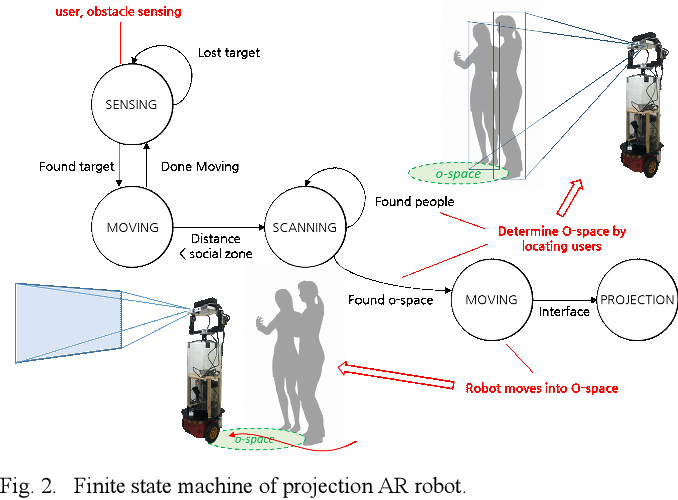 user, obstacle sensing
Lost target
SENSING
Found target
Done Moving
MOVING
Distance
< social zone
SCANNING
Found people
o-space
Determine O-space by
locating users
Found o-space
MOVING
Interface
PROJECTION
Robot moves into O-space
o-space
Fig. 2. Finite state machine of projection AR robot.